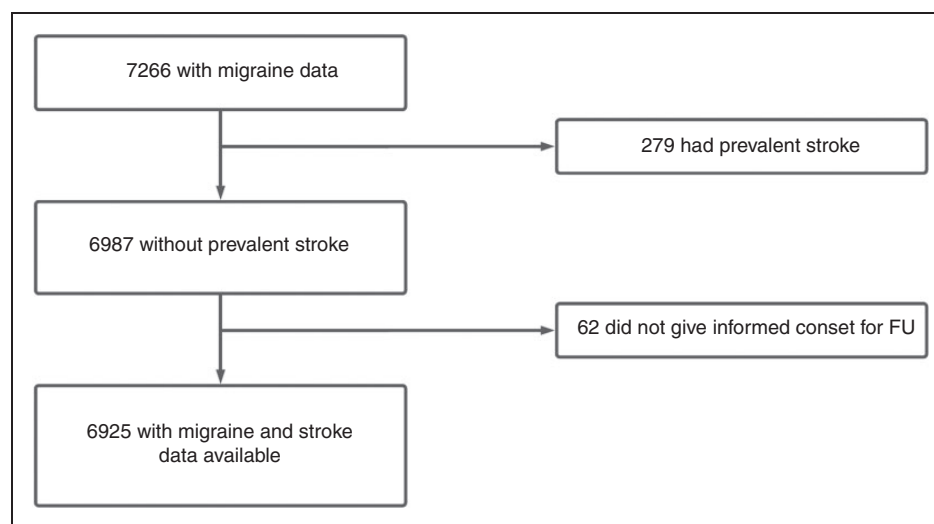 7266 with migraine data
279 had prevalent stroke
6987 without prevalent stroke
62 did not give informed conset for FU
6925 with migraine and stroke
data available